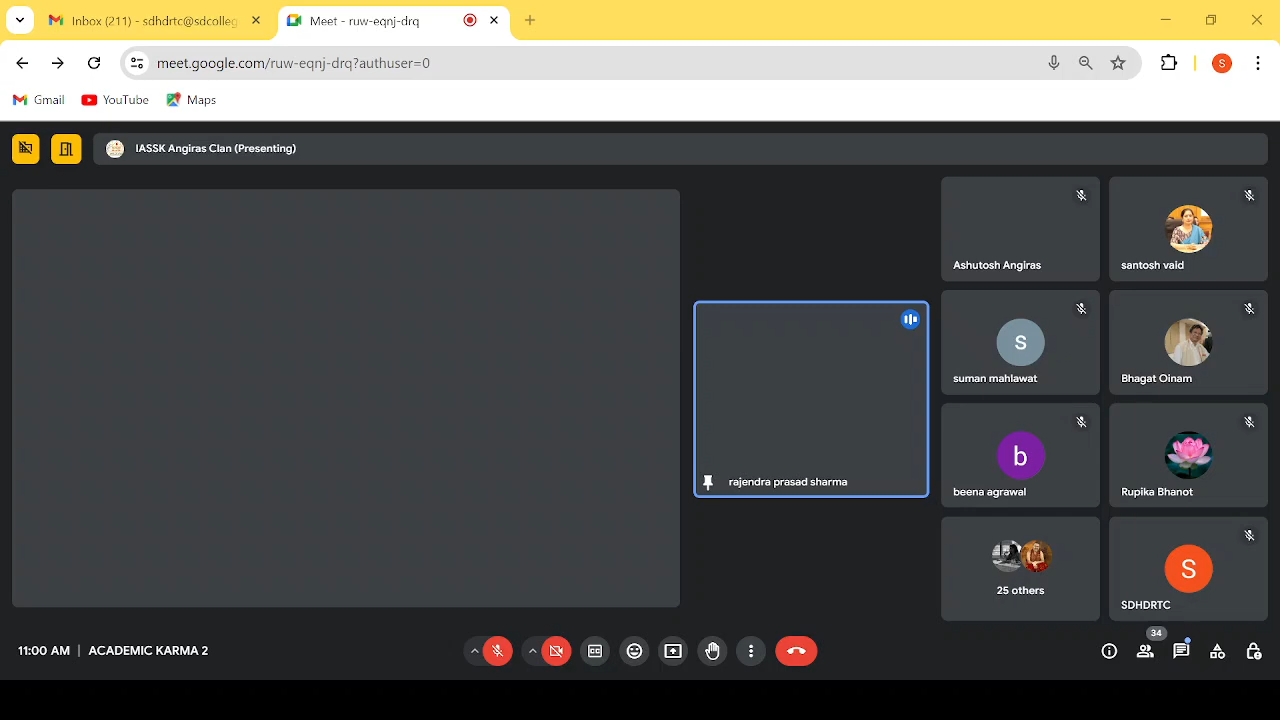 Inbox (211) - sdhdrtc@sdcolleg
Meet - ruw-eqnj-drq
meet.google.com/ruw-eqnj-drq?authuser=0
S
Gmail
YouTube
Maps
IASSK Angiras Clan (Presenting)
Ashutosh Angiras
santosh vaid
s
suman mahlawat
Bhagat Oinam
rajendra prasad sharma
b
beena agrawal
Rupika Bhanot
25 others
S
SDHDRTC
11:00 AM | ACADEMIC KARMA 2
34